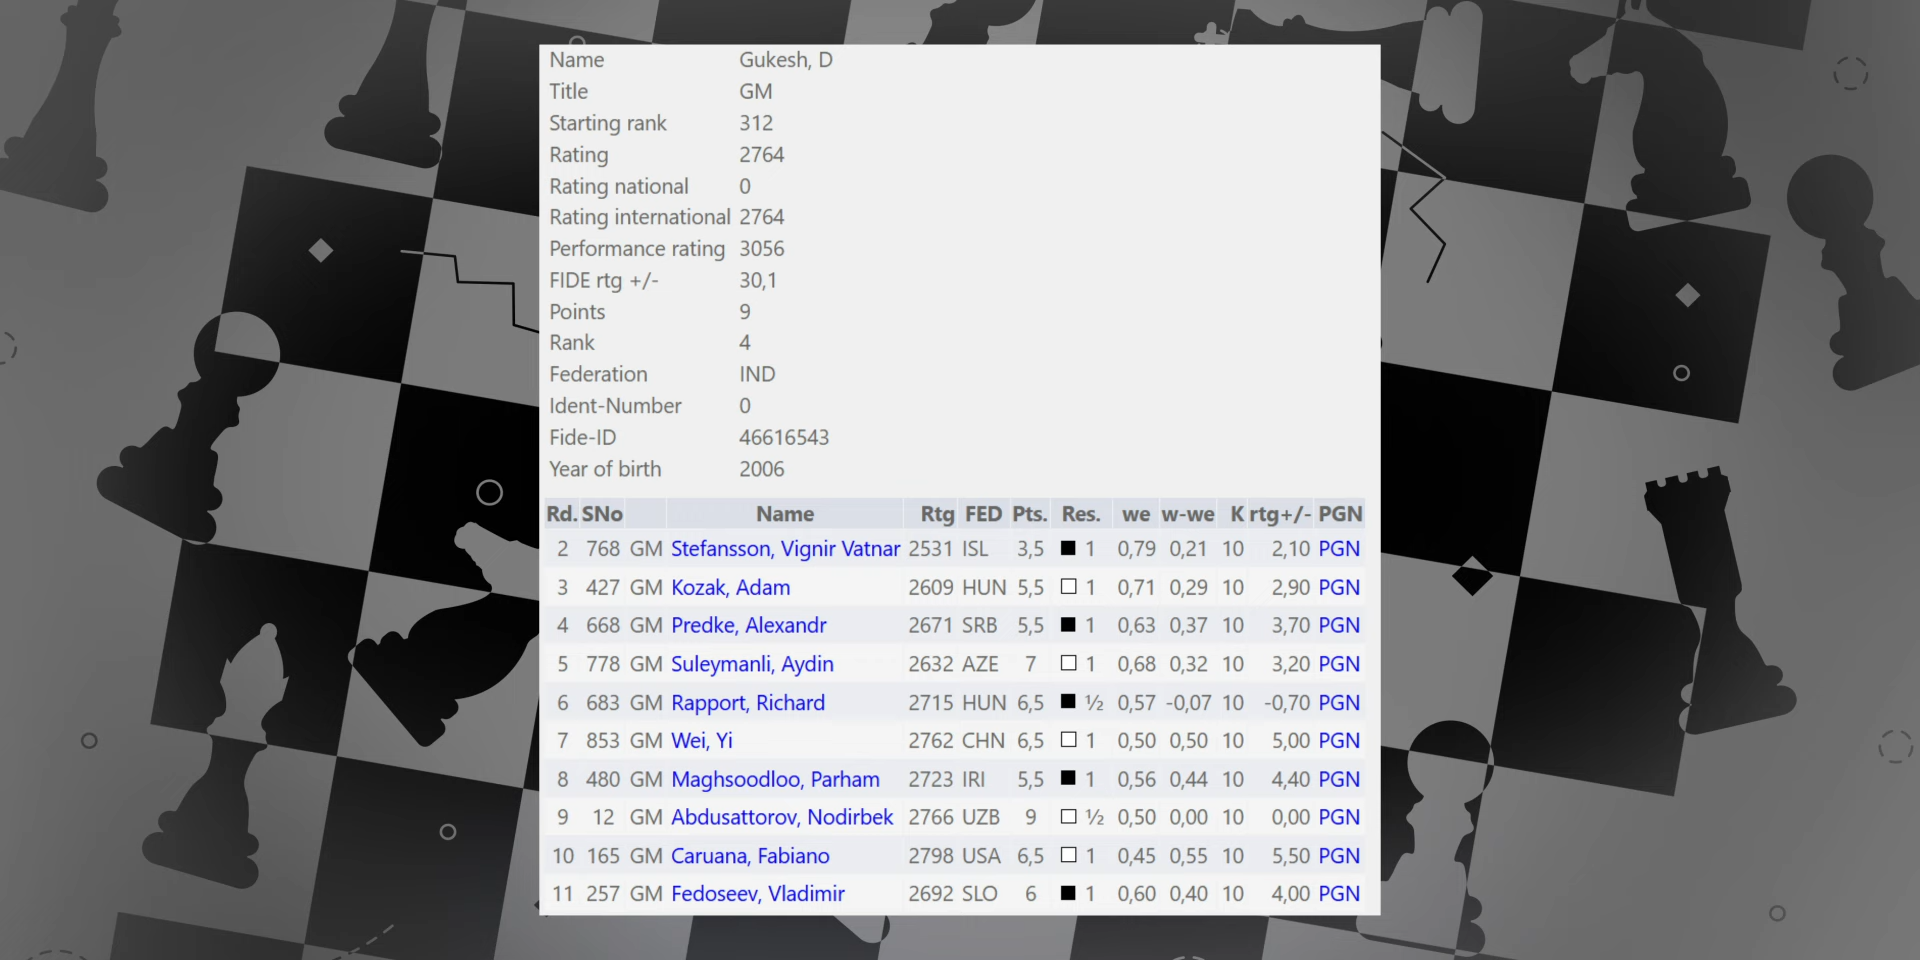 Name Gukesh, D
Title GM
Starting rank 312
Rating 2764
Rating national 0
Rating international 2764
Performance rating 3056
FIDE rtg +/- 30,1
Points 9
Rank 4
Federation IND
Ident-Number 0
Fide-ID 46616543
Year of birth 2006
Rd. SNo Name Rtg FED Pts. Res. we w-we K rtg+/- PGN
2 768 GM Stefansson, Vignir Vatnar 2531 ISL 3,5 1 0,79 0,21 10 2,10 PGN
3 427 GM Kozak, Adam 2609 HUN 5,5 1 0,71 0,29 10 2,90 PGN
4 668 GM Predke, Alexandr 2671 SRB 5,5 1 0,63 0,37 10 3,70 PGN
5 778 GM Suleymanli, Aydin 2632 AZE 7 1 0,68 0,32 10 3,20 PGN
6 683 GM Rapport, Richard 2715 HUN 6,5 ½ 0,57 -0,07 10 -0,70 PGN
7 853 GM Wei, Yi 2762 CHN 6,5 1 0,50 0,50 10 5,00 PGN
8 480 GM Maghsoodloo, Parham 2723 IRI 5,5 1 0,56 0,44 10 4,40 PGN
9 12 GM Abdusattorov, Nodirbek 2766 UZB 9 ½ 0,50 0,00 10 0,00 PGN
10 165 GM Caruana, Fabiano 2798 USA 6,5 1 0,45 0,55 10 5,50 PGN
11 257 GM Fedoseev, Vladimir 2692 SLO 6 1 0,60 0,40 10 4,00 PGN